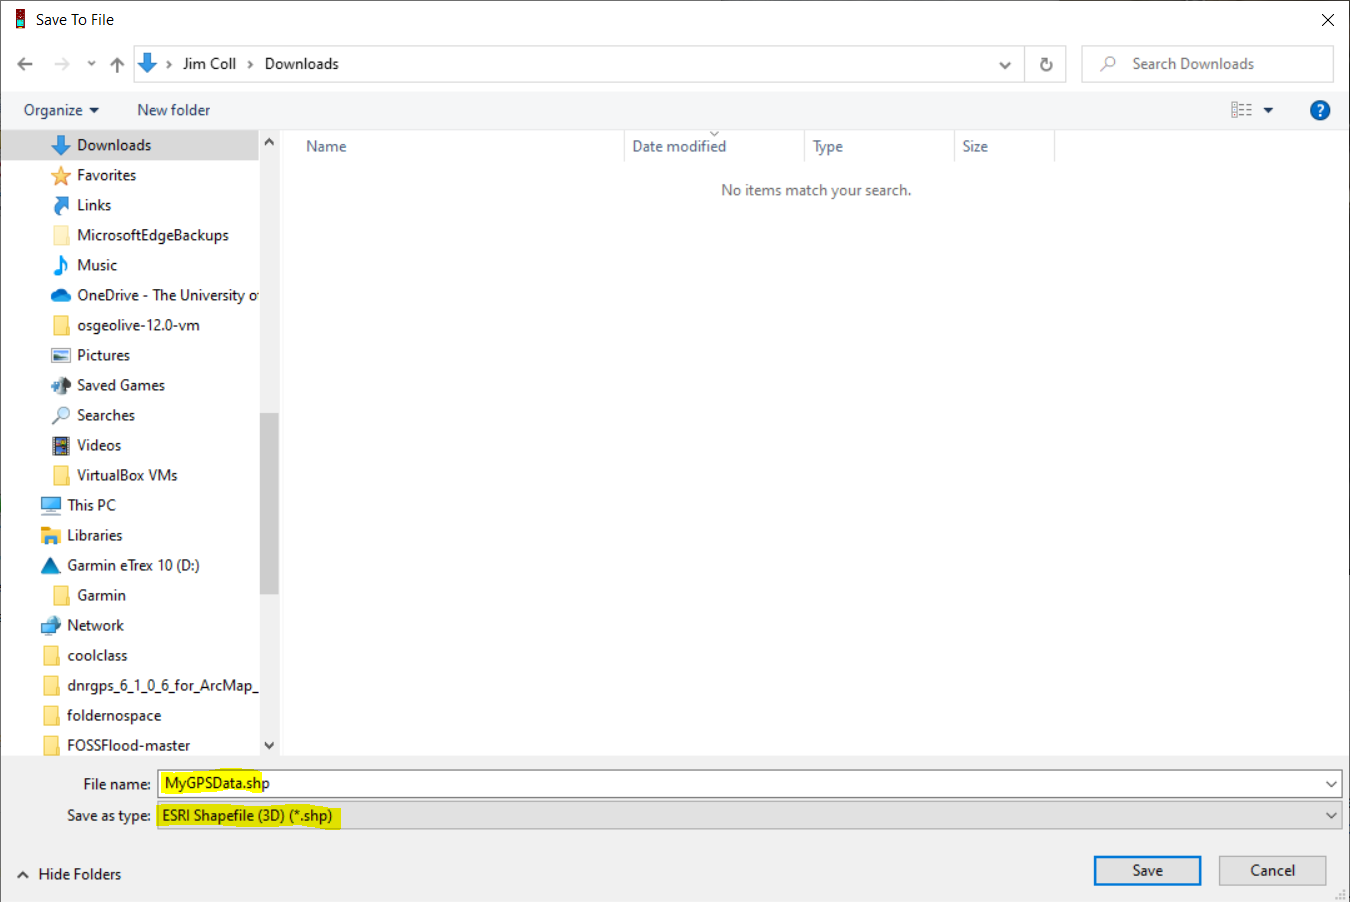 Save To File
Jim Coll › Downloads
Search Downloads
Organize
New folder
?
Downloads
Favorites
Links
MicrosoftEdgeBackups
Music
OneDrive - The University of
osgeolive-12.0-vm
Pictures
Saved Games
Searches
Videos
VirtualBox VMs
This PC
Libraries
Garmin eTrex 10 (D:)
Garmin
Network
coolclass
dnrgps_6_1_0_6_for_ArcMap_
foldernospace
FOSSFlood-master
Name Date modified Type Size
No items match your search.
File name: MyGPSData.shp
Save as type: ESRI Shapefile (3D) (*.shp)
Hide Folders
Save
Cancel